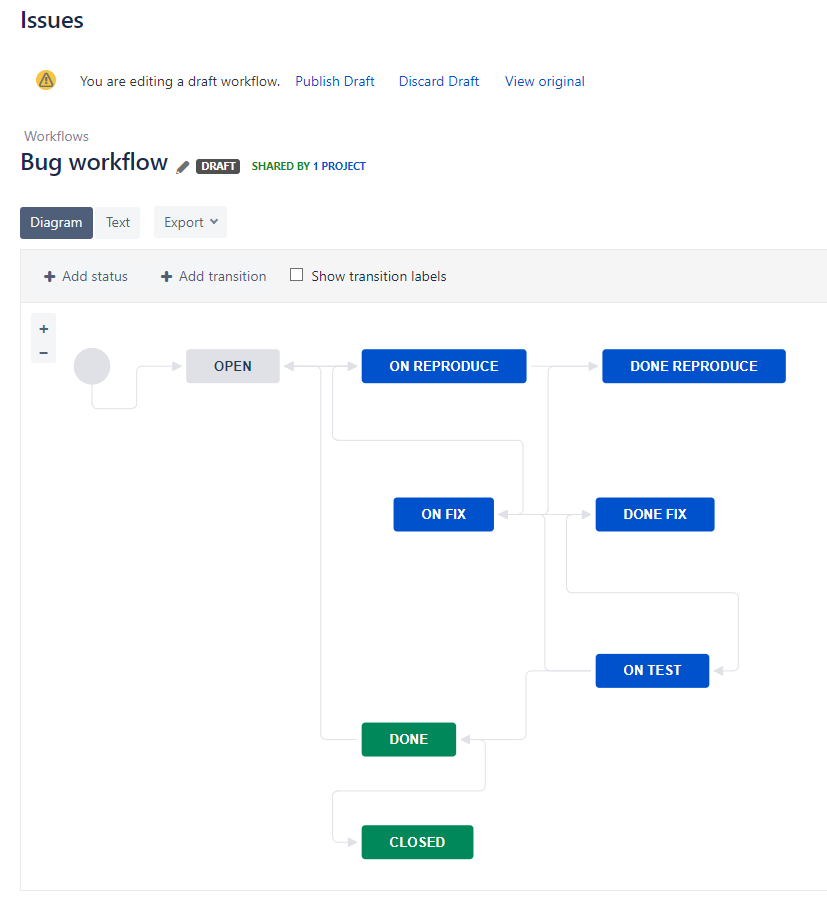 Issues
You are editing a draft workflow. Publish Draft Discard Draft View original
Workflows
Bug workflow DRAFT SHARED BY 1 PROJECT
Diagram Text Export
+ Add status + Add transition Show transition labels
+
−
OPEN ON REPRODUCE DONE REPRODUCE
ON FIX DONE FIX
ON TEST
DONE
CLOSED